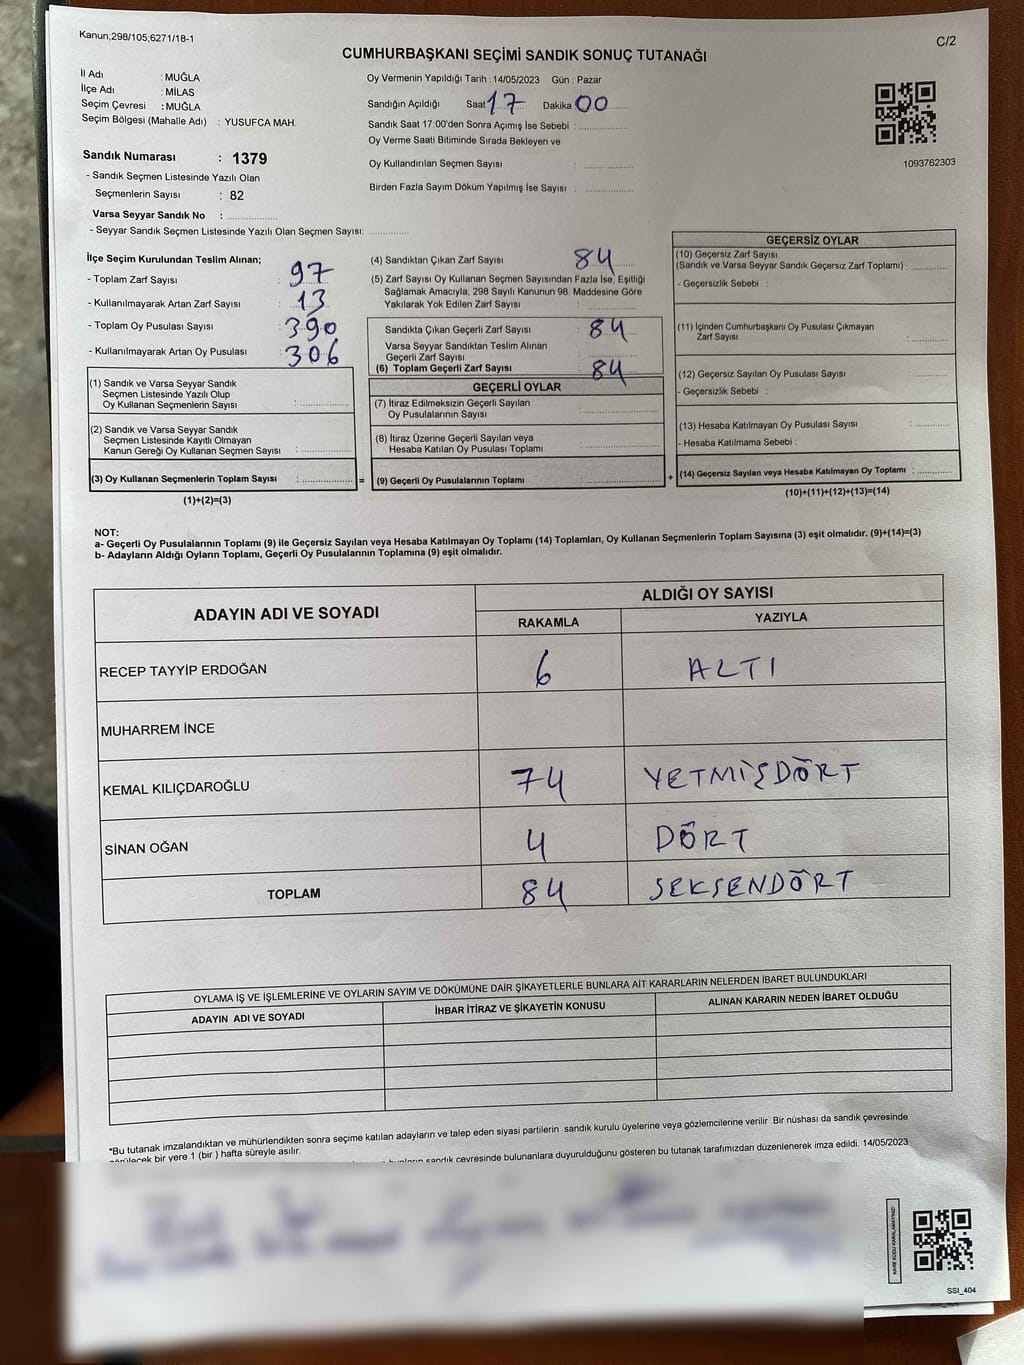 Kanun;298/105;6271/18-1
C/2
CUMHURBAŞKANI SEÇİMİ SANDIK SONUÇ TUTANAĞI
İl Adı : MUĞLA
İlçe Adı : MİLAS
Seçim Çevresi : MUĞLA
Seçim Bölgesi (Mahalle Adı) : YUSUFCA MAH.
Sandık Numarası : 1379
- Sandık Seçmen Listesinde Yazılı Olan
Seçmenlerin Sayısı : 82
Varsa Seyyar Sandık No : ................
- Seyyar Sandık Seçmen Listesinde Yazılı Olan Seçmen Sayısı: ............
Oy Vermenin Yapıldığı Tarih : 14/05/2023 Gün : Pazar
Sandığın Açıldığı Saat 17 Dakika 00
Sandık Saat 17:00'den Sonra Açımış İse Sebebi : ................
Oy Verme Saati Bitiminde Sırada Bekleyen ve
Oy Kullandırılan Seçmen Sayısı : ................
Birden Fazla Sayım Döküm Yapılmış İse Sayısı : ................
1093762303
İlçe Seçim Kurulundan Teslim Alınan;
- Toplam Zarf Sayısı : 97
- Kullanılmayarak Artan Zarf Sayısı : 13
- Toplam Oy Pusulası Sayısı : 390
- Kullanılmayarak Artan Oy Pusulası : 306
(1) Sandık ve Varsa Seyyar Sandık
Seçmen Listesinde Yazılı Olup
Oy Kullanan Seçmenlerin Sayısı : ................
(2) Sandık ve Varsa Seyyar Sandık
Seçmen Listesinde Kayıtlı Olmayan
Kanun Gereği Oy Kullanan Seçmen Sayısı : ................
(3) Oy Kullanan Seçmenlerin Toplam Sayısı : ................ =
(1)+(2)=(3)
(4) Sandıktan Çıkan Zarf Sayısı : 84
(5) Zarf Sayısı Oy Kullanan Seçmen Sayısından Fazla İse, Eşitliği
Sağlamak Amacıyla, 298 Sayılı Kanunun 98. Maddesine Göre
Yakılarak Yok Edilen Zarf Sayısı : ................
Sandıkta Çıkan Geçerli Zarf Sayısı : 84
Varsa Seyyar Sandıktan Teslim Alınan
Geçerli Zarf Sayısı : ................
(6) Toplam Geçerli Zarf Sayısı : 84
GEÇERLİ OYLAR
(7) İtiraz Edilmeksizin Geçerli Sayılan
Oy Pusulalarının Sayısı : ................
(8) İtiraz Üzerine Geçerli Sayılan veya
Hesaba Katılan Oy Pusulası Toplamı : ................
(9) Geçerli Oy Pusulalarının Toplamı : ................ +
GEÇERSİZ OYLAR
(10) Geçersiz Zarf Sayısı
(Sandık ve Varsa Seyyar Sandık Geçersiz Zarf Toplamı) : ............
- Geçersizlik Sebebi :
(11) İçinden Cumhurbaşkanı Oy Pusulası Çıkmayan
Zarf Sayısı : ............
(12) Geçersiz Sayılan Oy Pusulası Sayısı : ............
- Geçersizlik Sebebi :
(13) Hesaba Katılmayan Oy Pusulası Sayısı : ............
- Hesaba Katılmama Sebebi :
(14) Geçersiz Sayılan veya Hesaba Katılmayan Oy Toplamı : ............
(10)+(11)+(12)+(13)=(14)
NOT:
a- Geçerli Oy Pusulalarının Toplamı (9) ile Geçersiz Sayılan veya Hesaba Katılmayan Oy Toplamı (14) Toplamları, Oy Kullanan Seçmenlerin Toplam Sayısına (3) eşit olmalıdır. (9)+(14)=(3)
b- Adayların Aldığı Oyların Toplamı, Geçerli Oy Pusulalarının Toplamına (9) eşit olmalıdır.
ADAYIN ADI VE SOYADI
ALDIĞI OY SAYISI
RAKAMLA YAZIYLA
RECEP TAYYİP ERDOĞAN 6 ALTI
MUHARREM İNCE
KEMAL KILIÇDAROĞLU 74 YETMİŞDÖRT
SİNAN OĞAN 4 DÖRT
TOPLAM 84 SEKSENDÖRT
OYLAMA İŞ VE İŞLEMLERİNE VE OYLARIN SAYIM VE DÖKÜMÜNE DAİR ŞİKAYETLERLE BUNLARA AİT KARARLARIN NELERDEN İBARET BULUNDUKLARI
ADAYIN ADI VE SOYADI İHBAR İTİRAZ VE ŞİKAYETİN KONUSU ALINAN KARARIN NEDEN İBARET OLDUĞU
*Bu tutanak imzalandıktan ve mühürlendikten sonra seçime katılan adayların ve talep eden siyasi partilerin sandık kurulu üyelerine veya gözlemcilerine verilir. Bir nüshası da sandık çevresinde
görülecek bir yere 1 (bir ) hafta süreyle asılır.
sandık çevresinde bulunanlara duyurulduğunu gösteren bu tutanak tarafımızdan düzenlenerek imza edildi. 14/05/2023
KARE KODU KARALAMAYINIZ!
SSİ_404